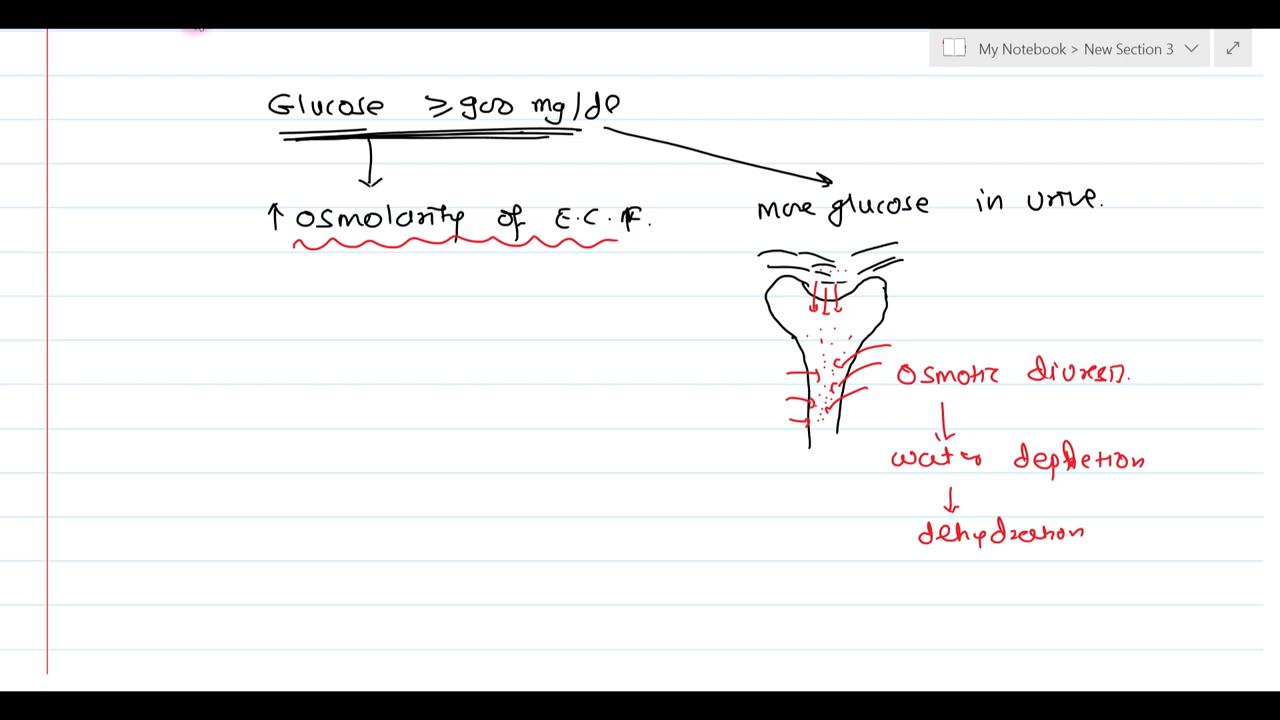 My Notebook > New Section 3
Glucose ≥900 mg/dl
↑ osmolarity of E.C.F.
more glucose in urine.
osmotic diuresis.
water depletion
dehydration